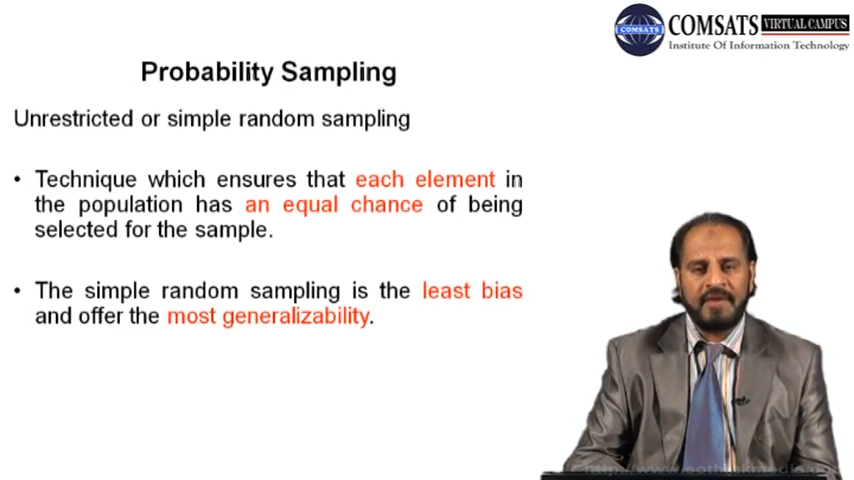 COMSATS VIRTUAL CAMPUS
Institute Of Information Technology
COMSATS
Probability Sampling
Unrestricted or simple random sampling
• Technique which ensures that each element in
the population has an equal chance of being
selected for the sample.
• The simple random sampling is the least bias
and offer the most generalizability.